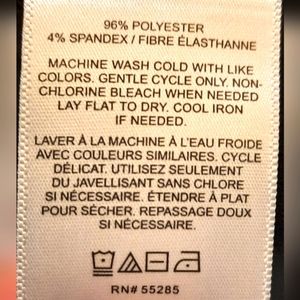 96% POLYESTER
4% SPANDEX / FIBRE ÉLASTHANNE
MACHINE WASH COLD WITH LIKE
COLORS. GENTLE CYCLE ONLY. NON-
CHLORINE BLEACH WHEN NEEDED
LAY FLAT TO DRY. COOL IRON
IF NEEDED.
LAVER À LA MACHINE À L'EAU FROIDE
AVEC COULEURS SIMILAIRES. CYCLE
DÉLICAT. UTILISEZ SEULEMENT
DU JAVELLISANT SANS CHLORE
SI NÉCESSAIRE. ÉTENDRE À PLAT
POUR SÉCHER. REPASSAGE DOUX
SI NÉCESSAIRE.
RN# 55285